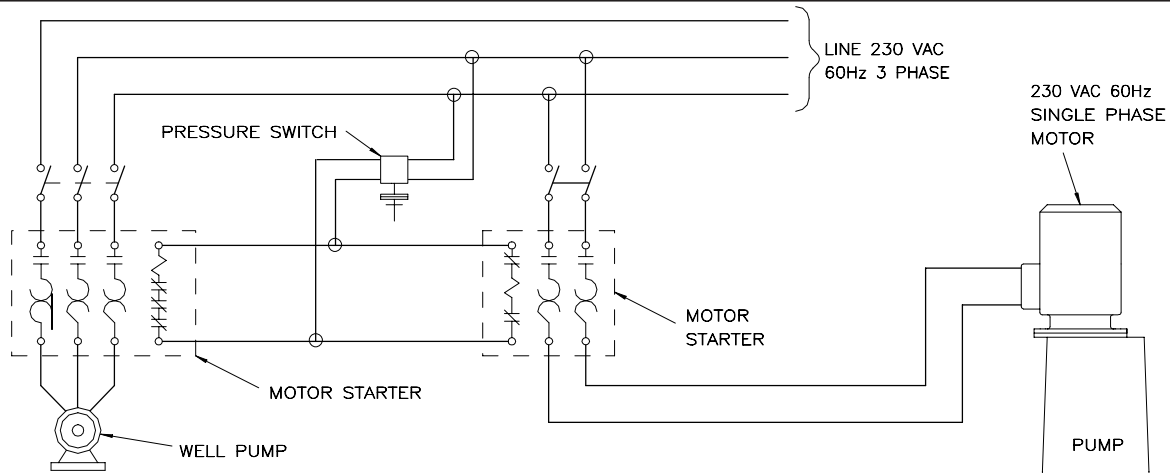 LINE 230 VAC
60Hz 3 PHASE
230 VAC 60Hz
SINGLE PHASE
MOTOR
PRESSURE SWITCH
MOTOR
STARTER
MOTOR STARTER
WELL PUMP
PUMP